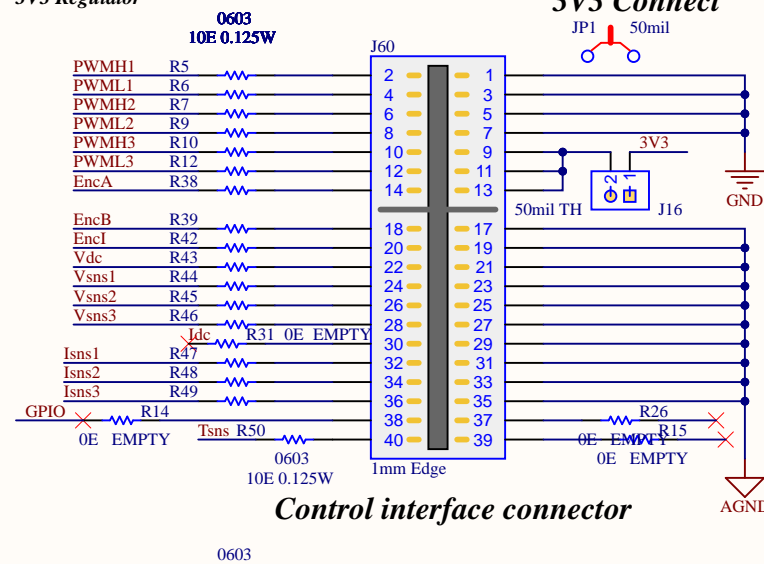 3V3 Regulator
3V3 Connect
0603
10E 0.125W
JP1 50mil
J60
PWMH1 R5 2 1
PWML1 R6 4 3
PWMH2 R7 6 5
PWML2 R9 8 7
PWMH3 R10 10 9
3V3
PWML3 R12 12 11
2 1
EncA R38 14 13
GND
50mil TH J16
EncB R39 18 17
EncI R42 20 19
Vdc R43 22 21
Vsns1 R44 24 23
Vsns2 R45 26 25
Vsns3 R46 28 27
Idc R31 0E EMPTY 30 29
Isns1 R47 32 31
Isns2 R48 34 33
Isns3 R49 36 35
GPIO R14 38 37 R26
0E EMPTY Tsns R50 40 39 0E EMPTY R15
0603 0E EMPTY
10E 0.125W
1mm Edge
AGND
Control interface connector
0603